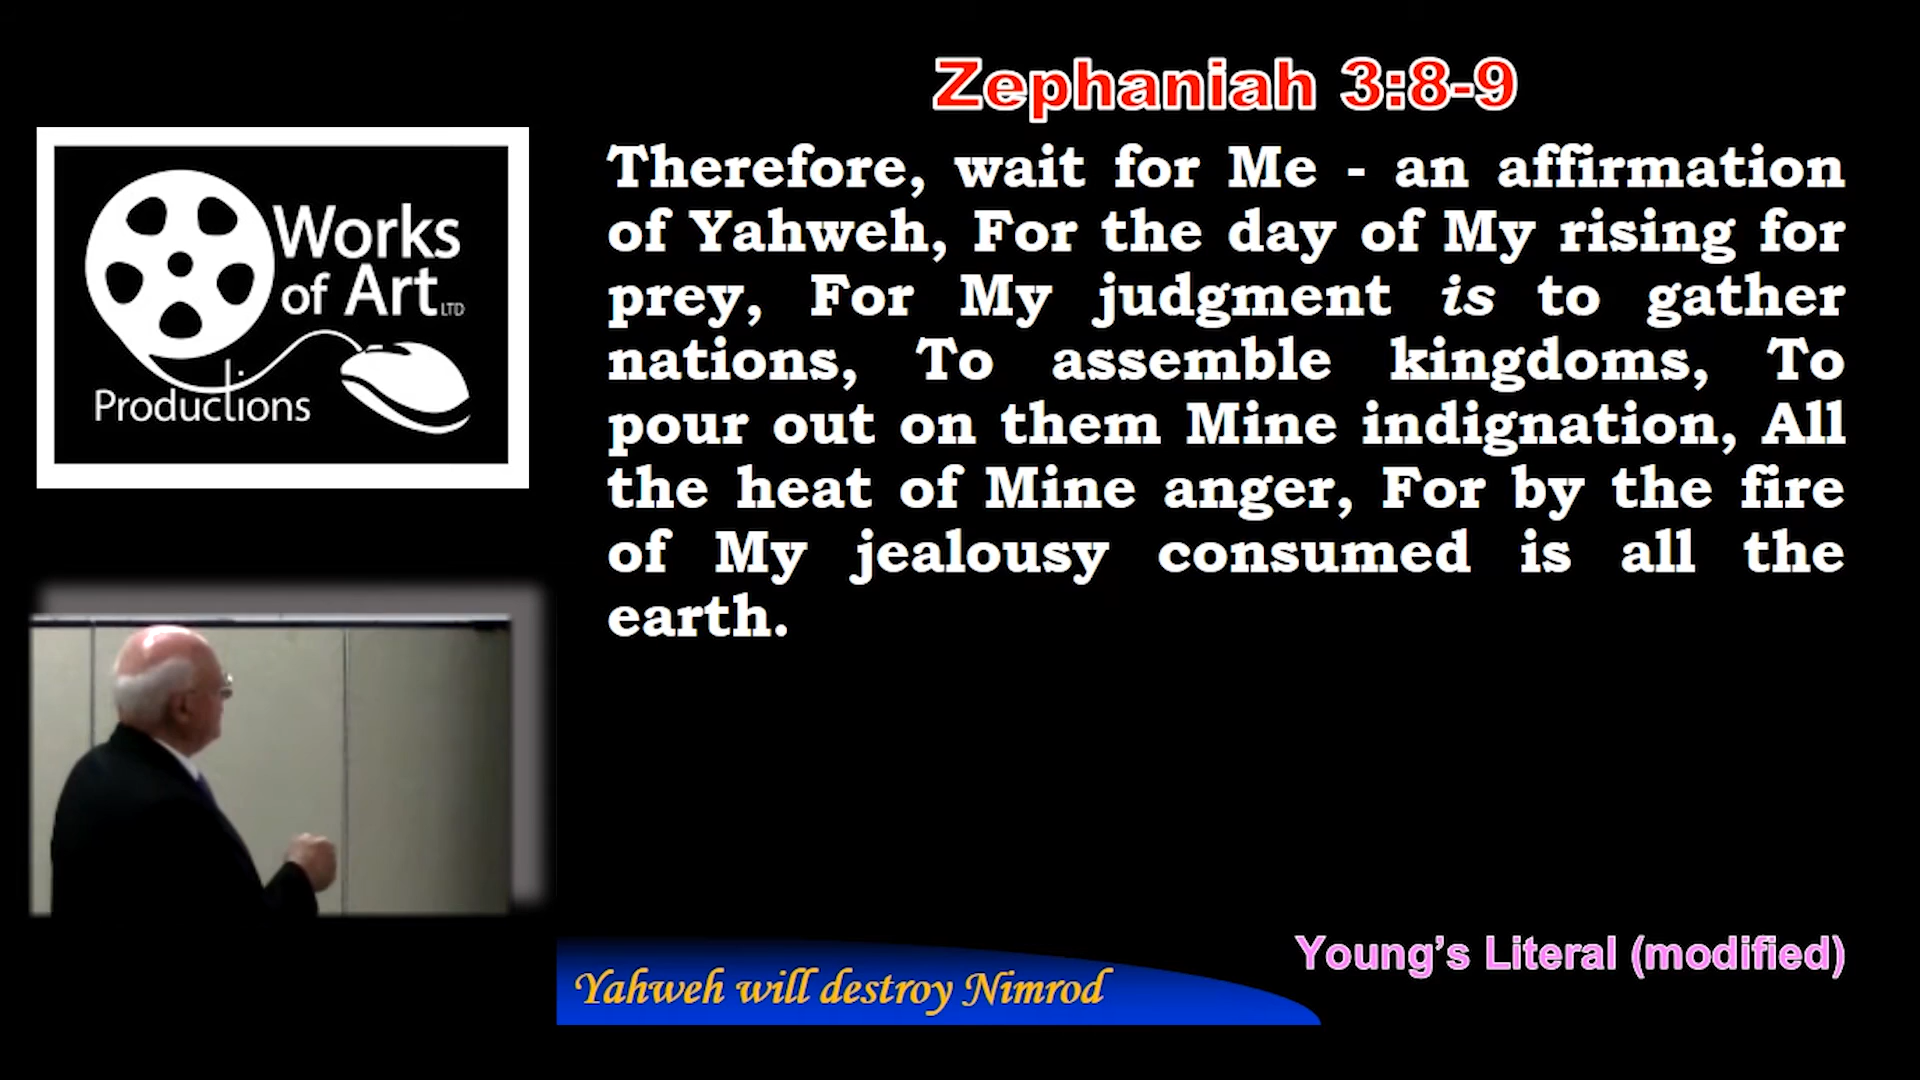 Zephaniah 3:8-9
Therefore, wait for Me - an affirmation
of Yahweh, For the day of My rising for
prey, For My judgment is to gather
nations, To assemble kingdoms, To
pour out on them Mine indignation, All
the heat of Mine anger, For by the fire
of My jealousy consumed is all the
earth.
Works
of Art LTD
Productions
Young's Literal (modified)
Yahweh will destroy Nimrod